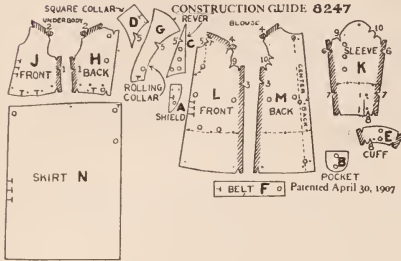 CONSTRUCTION GUIDE 8247
SQUARE COLLAR
UNDERBODY
D
G
REVER
BLOUSE
C
J
FRONT
H
BACK
ROLLING
COLLAR
A
SHIELD
L
FRONT
M
BACK
CENTER BACK
SLEEVE
K
E
CUFF
B
POCKET
SKIRT N
BELT F
Patented April 30, 1907